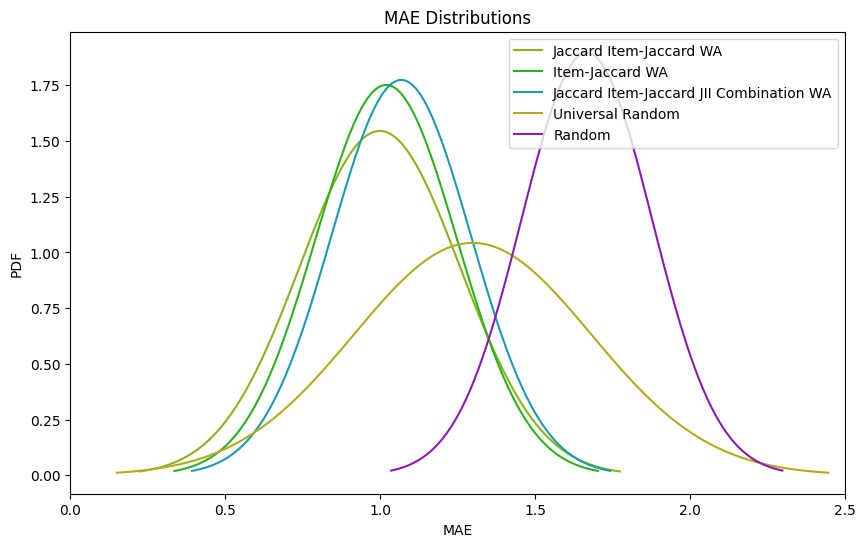 MAE Distributions
Jaccard Item-Jaccard WA
Item-Jaccard WA
Jaccard Item-Jaccard JII Combination WA
Universal Random
Random
PDF
1.75
1.50
1.25
1.00
0.75
0.50
0.25
0.00
0.0 0.5 1.0 1.5 2.0 2.5
MAE